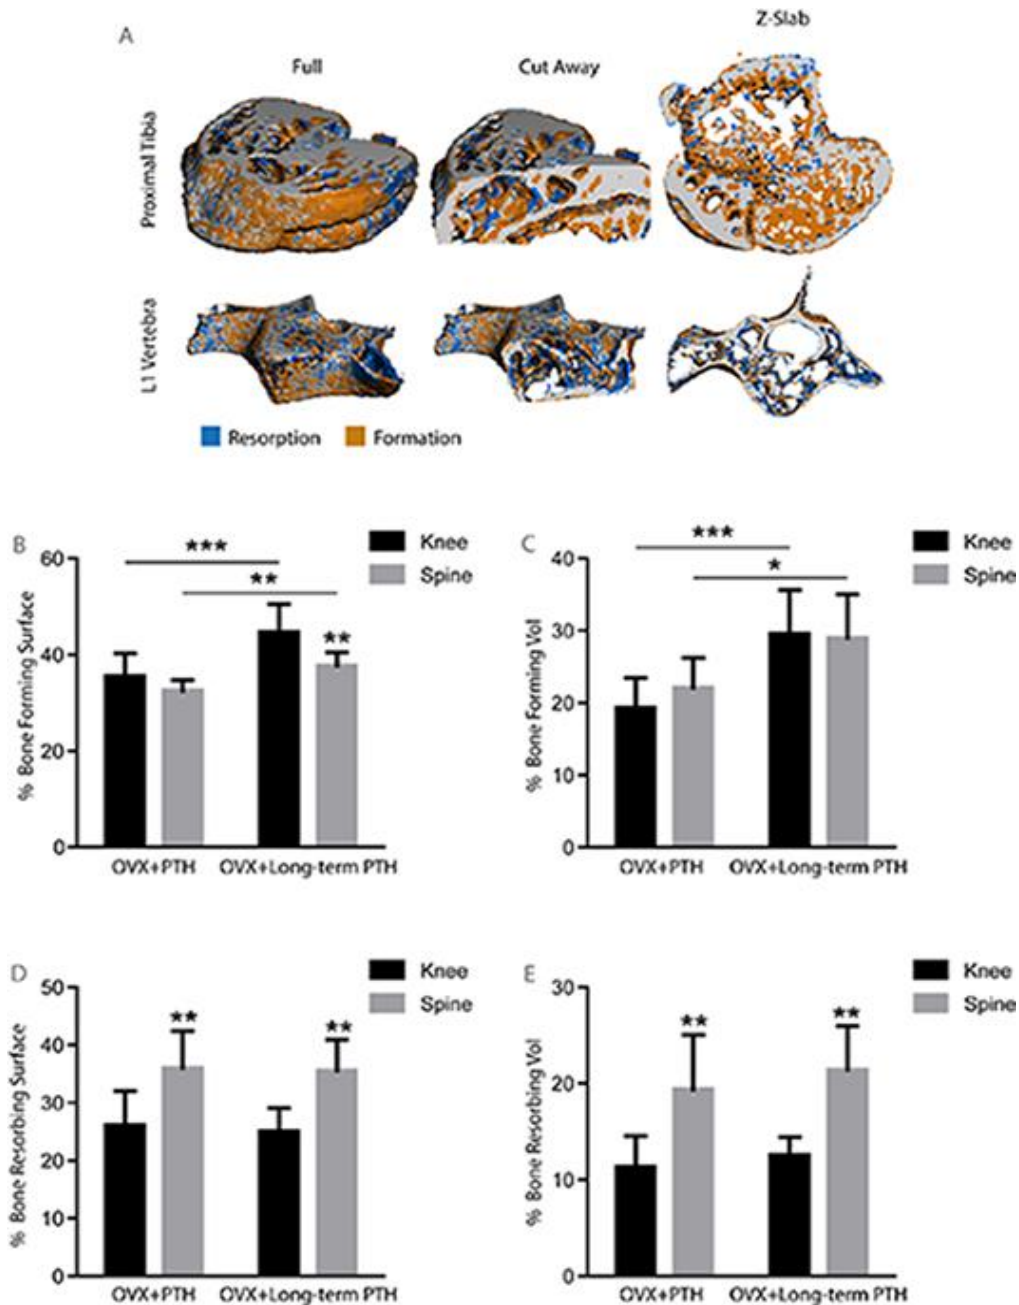 A
Full
Cut Away
Z-Slab
Proximal Tibia
L1 Vertebra
Resorption
Formation
B
Knee
Spine
% Bone Forming Surface
60
40
20
0
***
**
**
OVX+PTH
OVX+Long-term PTH
C
Knee
Spine
% Bone Forming Vol
40
30
20
10
0
***
*
OVX+PTH
OVX+Long-term PTH
D
Knee
Spine
% Bone Resorbing Surface
50
40
30
20
10
0
**
**
OVX+PTH
OVX+Long-term PTH
E
Knee
Spine
% Bone Resorbing Vol
30
20
10
0
**
**
OVX+PTH
OVX+Long-term PTH